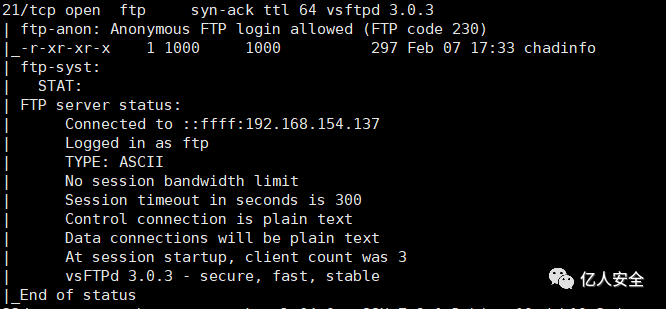 21/tcp open  ftp     syn-ack ttl 64 vsftpd 3.0.3
| ftp-anon: Anonymous FTP login allowed (FTP code 230)
|_-r-xr-xr-x    1 1000     1000          297 Feb 07 17:33 chadinfo
| ftp-syst:
|   STAT:
| FTP server status:
|      Connected to ::ffff:192.168.154.137
|      Logged in as ftp
|      TYPE: ASCII
|      No session bandwidth limit
|      Session timeout in seconds is 300
|      Control connection is plain text
|      Data connections will be plain text
|      At session startup, client count was 3
|      vsFTPd 3.0.3 - secure, fast, stable
|_End of status
亿人安全